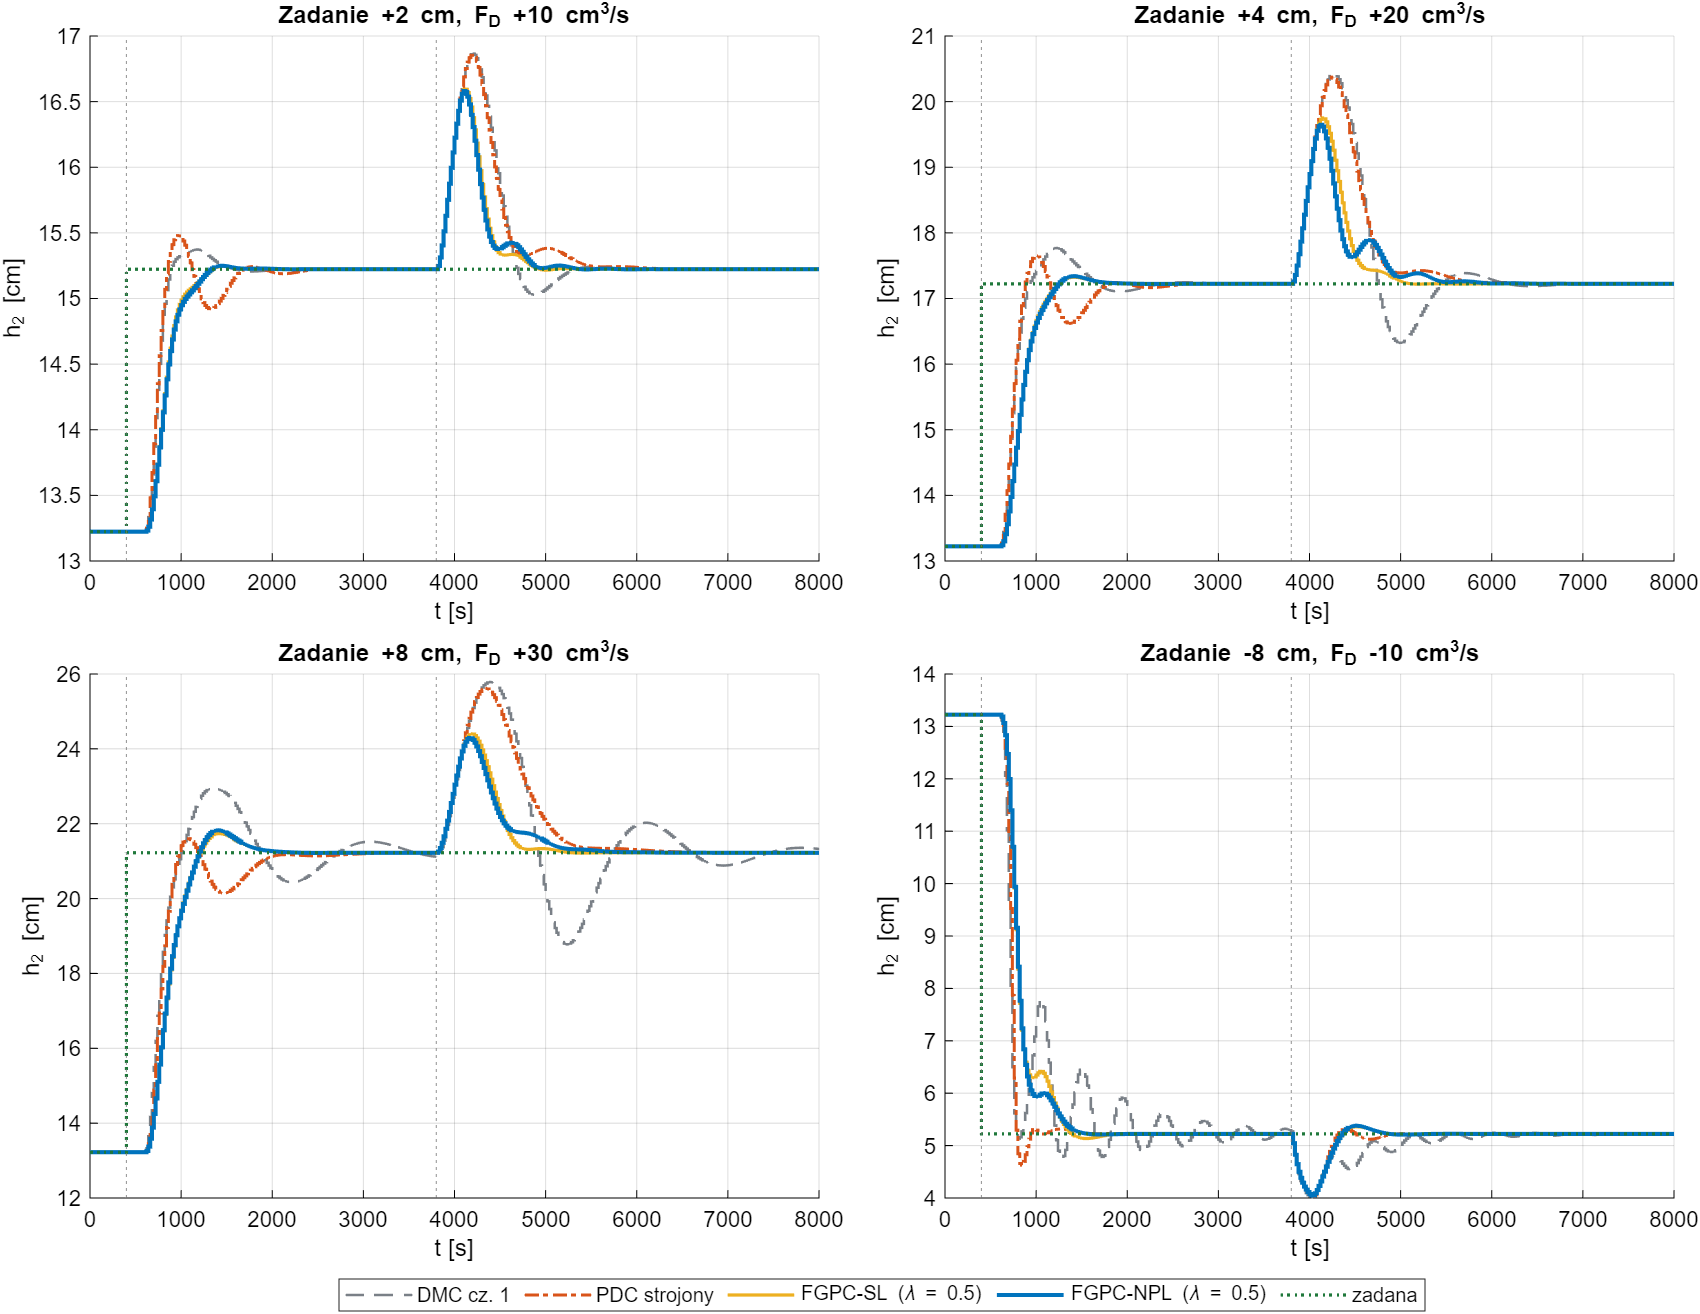 Zadanie +2 cm, F_D +10 cm³/s
17
16.5
16
15.5
15
14.5
14
13.5
13
h₂ [cm]
0 1000 2000 3000 4000 5000 6000 7000 8000
t [s]
Zadanie +4 cm, F_D +20 cm³/s
21
20
19
18
17
16
15
14
13
h₂ [cm]
0 1000 2000 3000 4000 5000 6000 7000 8000
t [s]
Zadanie +8 cm, F_D +30 cm³/s
26
24
22
20
18
16
14
12
h₂ [cm]
0 1000 2000 3000 4000 5000 6000 7000 8000
t [s]
Zadanie -8 cm, F_D -10 cm³/s
14
13
12
11
10
9
8
7
6
5
4
h₂ [cm]
0 1000 2000 3000 4000 5000 6000 7000 8000
t [s]
DMC cz. 1 PDC strojony FGPC-SL (λ = 0.5) FGPC-NPL (λ = 0.5) zadana